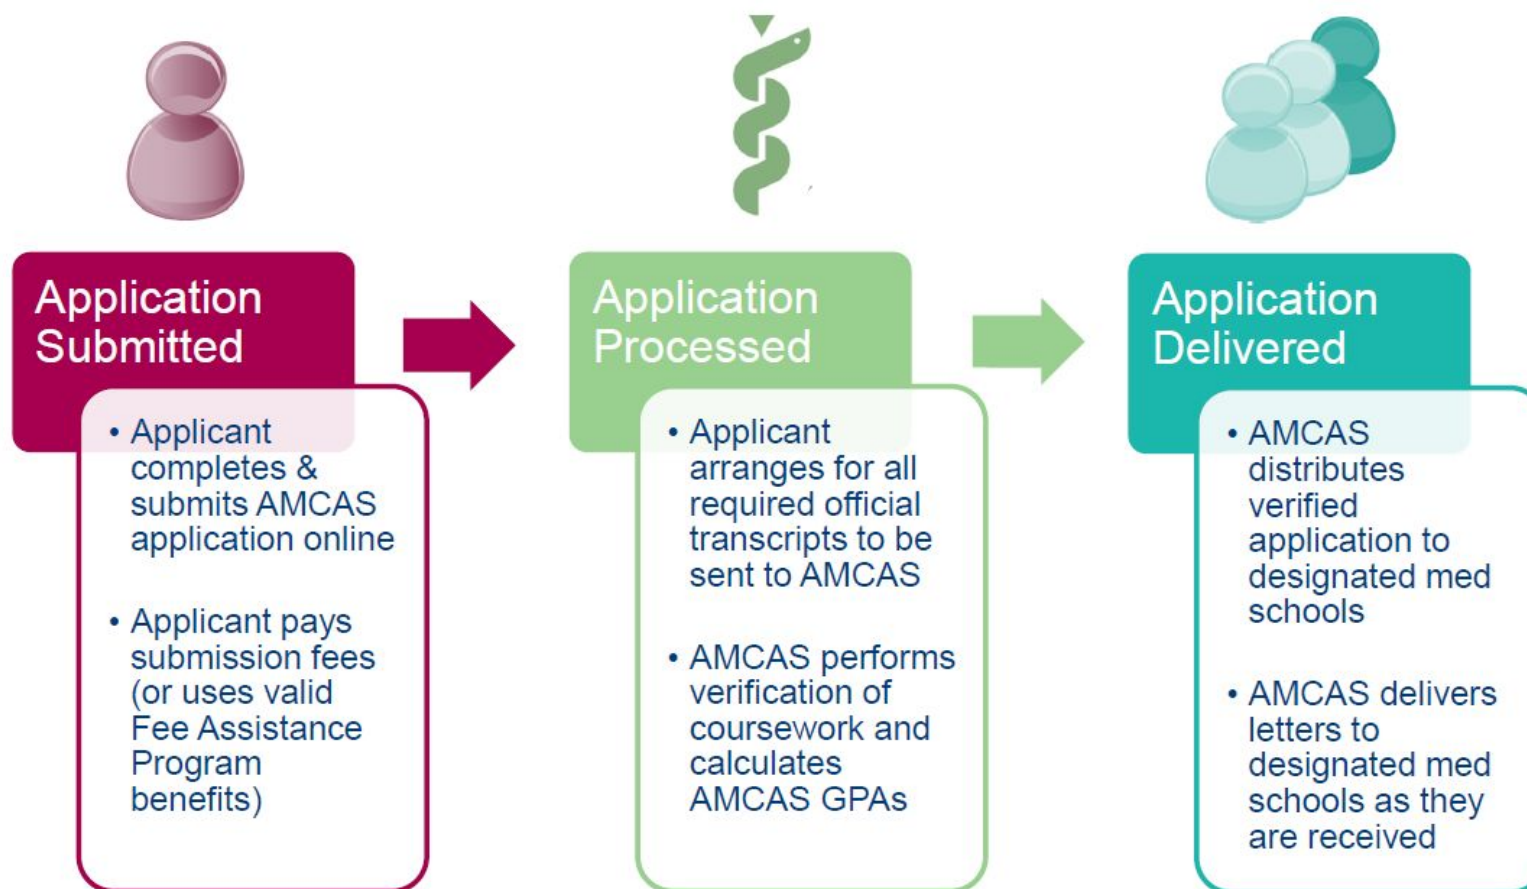 Application
Submitted
• Applicant
completes &
submits AMCAS
application online
• Applicant pays
submission fees
(or uses valid
Fee Assistance
Program
benefits)
Application
Processed
• Applicant
arranges for all
required official
transcripts to be
sent to AMCAS
• AMCAS performs
verification of
coursework and
calculates
AMCAS GPAs
Application
Delivered
• AMCAS
distributes
verified
application to
designated med
schools
• AMCAS delivers
letters to
designated med
schools as they
are received